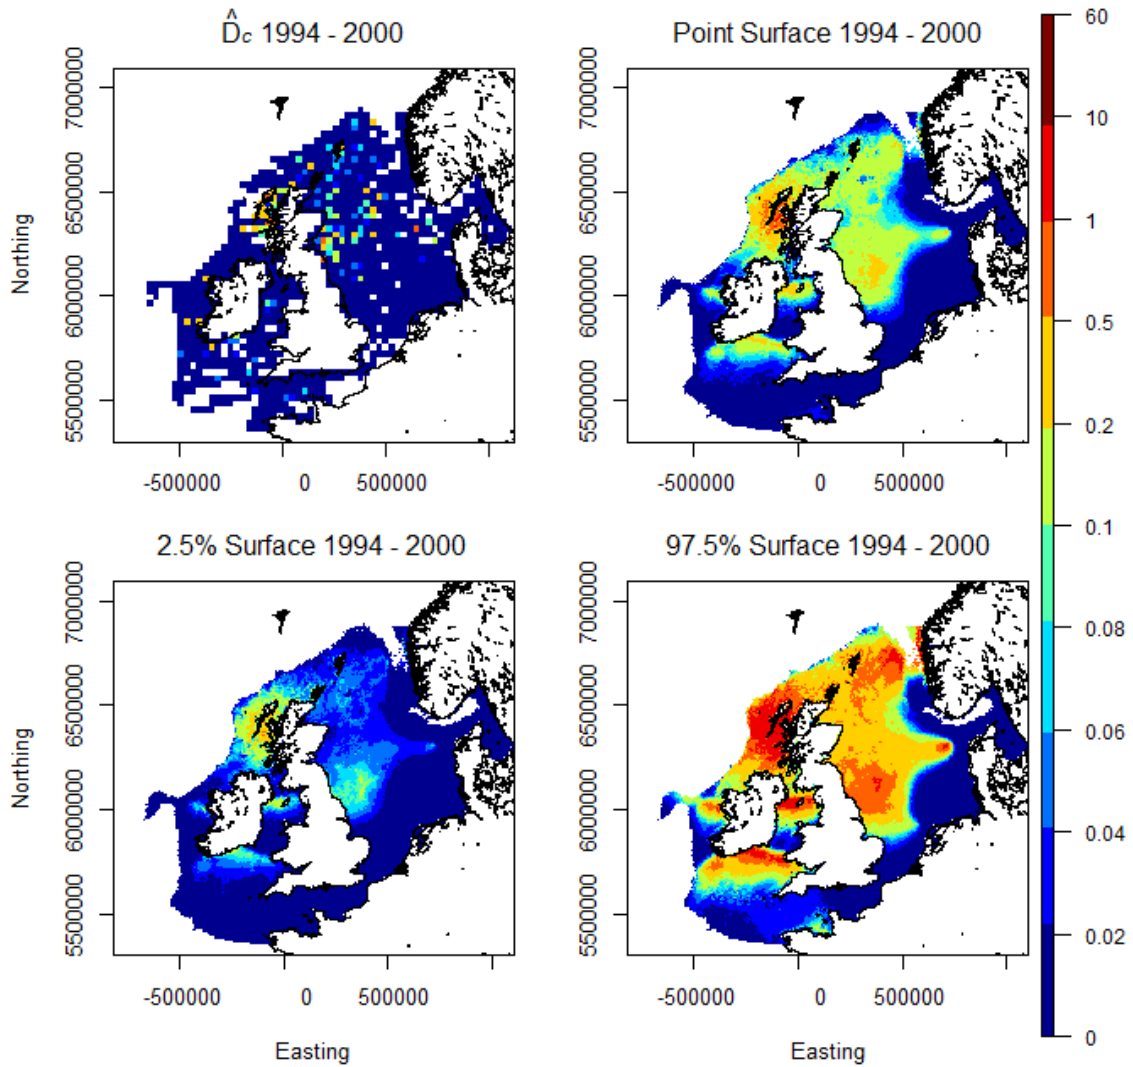 D̂c 1994 - 2000
Point Surface 1994 - 2000
Northing
5500000 6000000 6500000 7000000
-500000 0 500000
5500000 6000000 6500000 7000000
-500000 0 500000
2.5% Surface 1994 - 2000
97.5% Surface 1994 - 2000
Northing
5500000 6000000 6500000 7000000
-500000 0 500000
Easting
5500000 6000000 6500000 7000000
-500000 0 500000
Easting
60
10
1
0.5
0.2
0.1
0.08
0.06
0.04
0.02
0